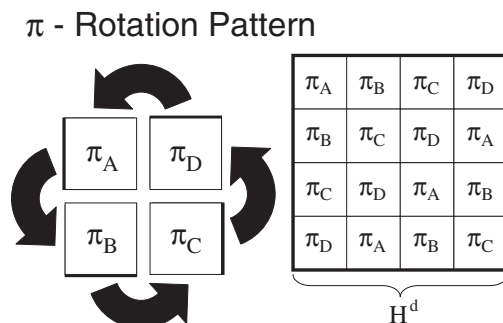 π - Rotation Pattern
π_A π_D
π_B π_C
π_A π_B π_C π_D
π_B π_C π_D π_A
π_C π_D π_A π_B
π_D π_A π_B π_C
H^d